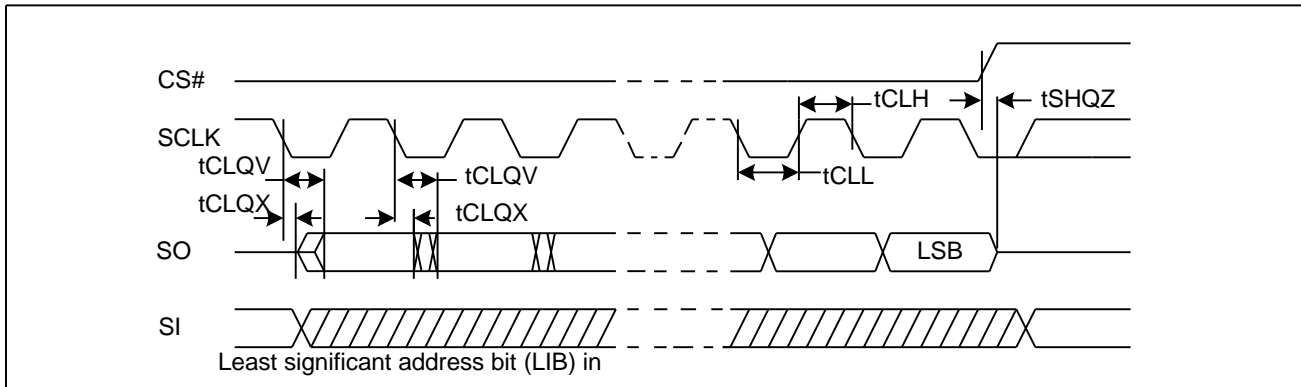 CS#
tCLH
tSHQZ
SCLK
tCLQV
tCLQV
tCLL
tCLQX
tCLQX
SO
LSB
SI
Least significant address bit (LIB) in